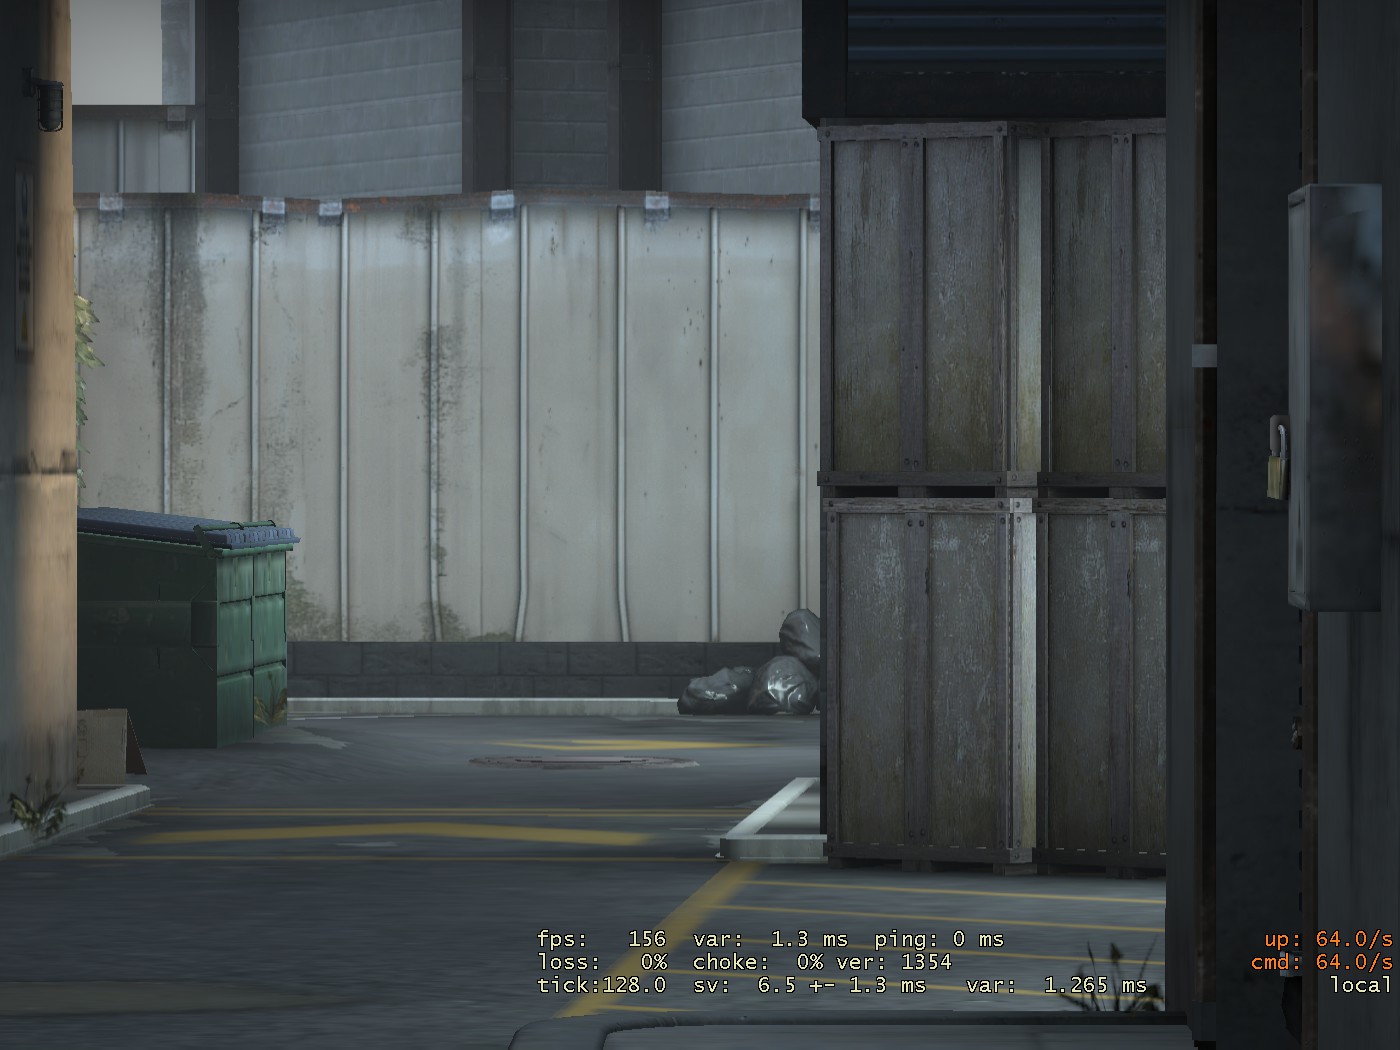 fps: 156 var: 1.3 ms ping: 0 ms
loss: 0% choke: 0% ver: 1354
tick:128.0 sv: 6.5 +- 1.3 ms var: 1.265 ms
up: 64.0/s
cmd: 64.0/s
local